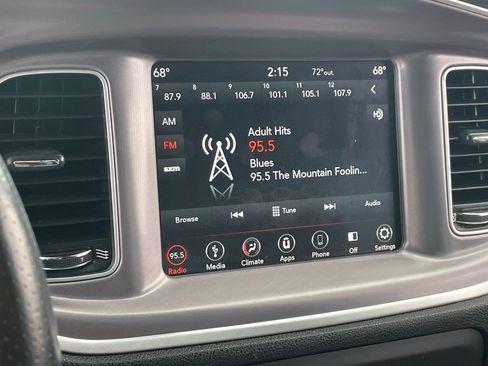 68° 2:15 72°out. 68°
7 8 9 10 11 12
87.9 88.1 106.7 101.1 105.1 107.9
AM
FM
sxm
Adult Hits
95.5
Blues
95.5 The Mountain Foolin...
Browse Tune Audio
95.5
Radio Media Climate Apps Phone Off Settings